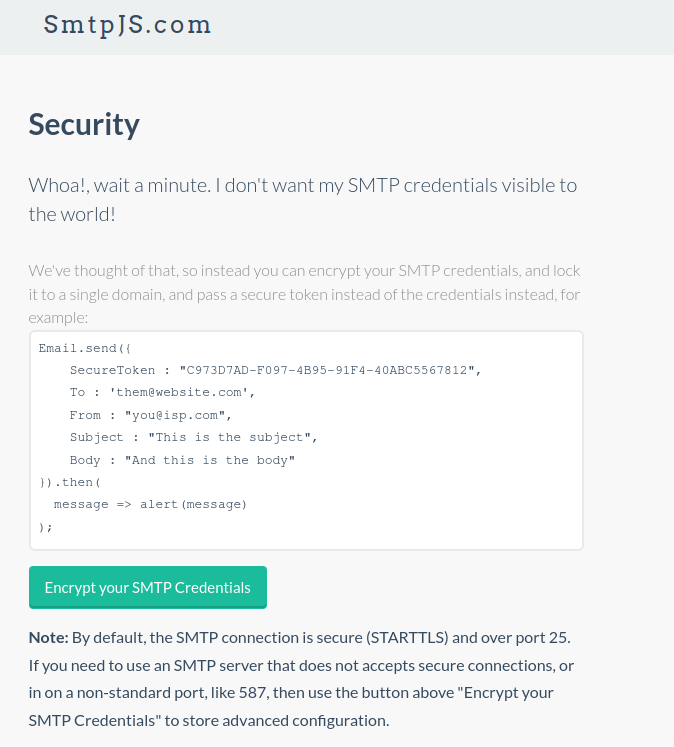 SmtpJS.com
Security
Whoa!, wait a minute. I don't want my SMTP credentials visible to
the world!
We've thought of that, so instead you can encrypt your SMTP credentials, and lock
it to a single domain, and pass a secure token instead of the credentials instead, for
example:
Email.send({
    SecureToken : "C973D7AD-F097-4B95-91F4-40ABC5567812",
    To : 'them@website.com',
    From : "you@isp.com",
    Subject : "This is the subject",
    Body : "And this is the body"
}).then(
  message => alert(message)
);
Encrypt your SMTP Credentials
Note: By default, the SMTP connection is secure (STARTTLS) and over port 25.
If you need to use an SMTP server that does not accepts secure connections, or
in on a non-standard port, like 587, then use the button above "Encrypt your
SMTP Credentials" to store advanced configuration.